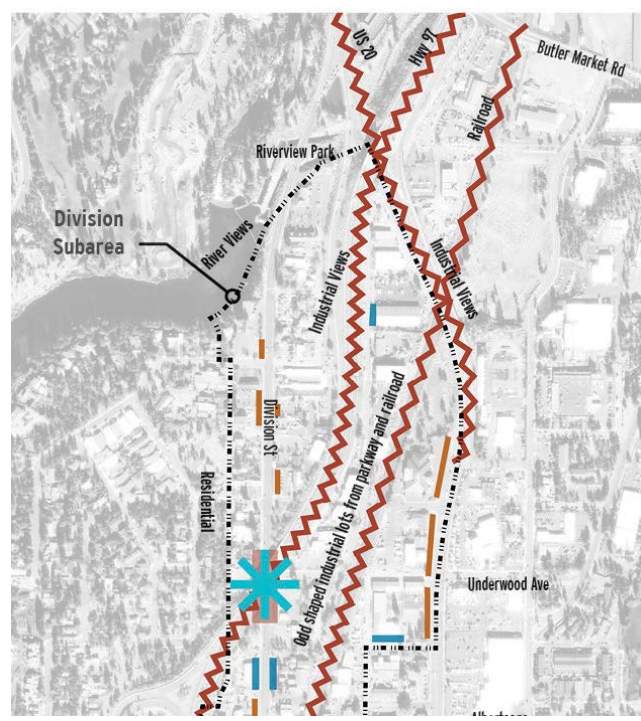 US 20
Hwy 97
Butler Market Rd
Railroad
Riverview Park
Division
Subarea
River Views
Industrial Views
Industrial Views
Division St
Residential
Odd shaped industrial lots from parkway and railroad
Underwood Ave